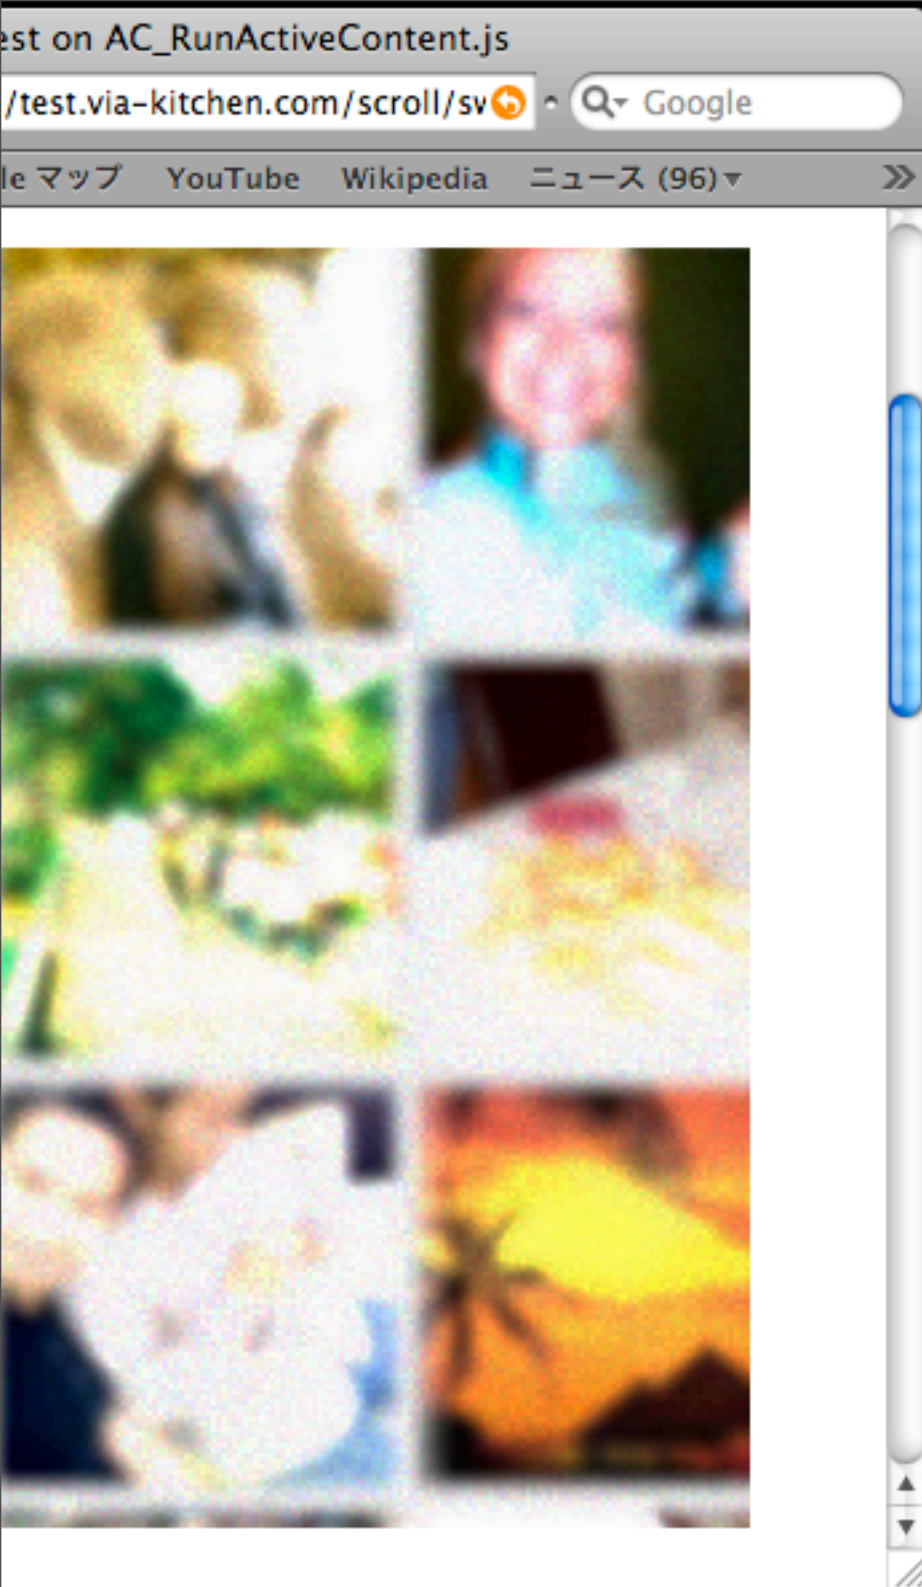 est on AC_RunActiveContent.js
/test.via-kitchen.com/scroll/sv Google
le マップ YouTube Wikipedia ニュース (96)